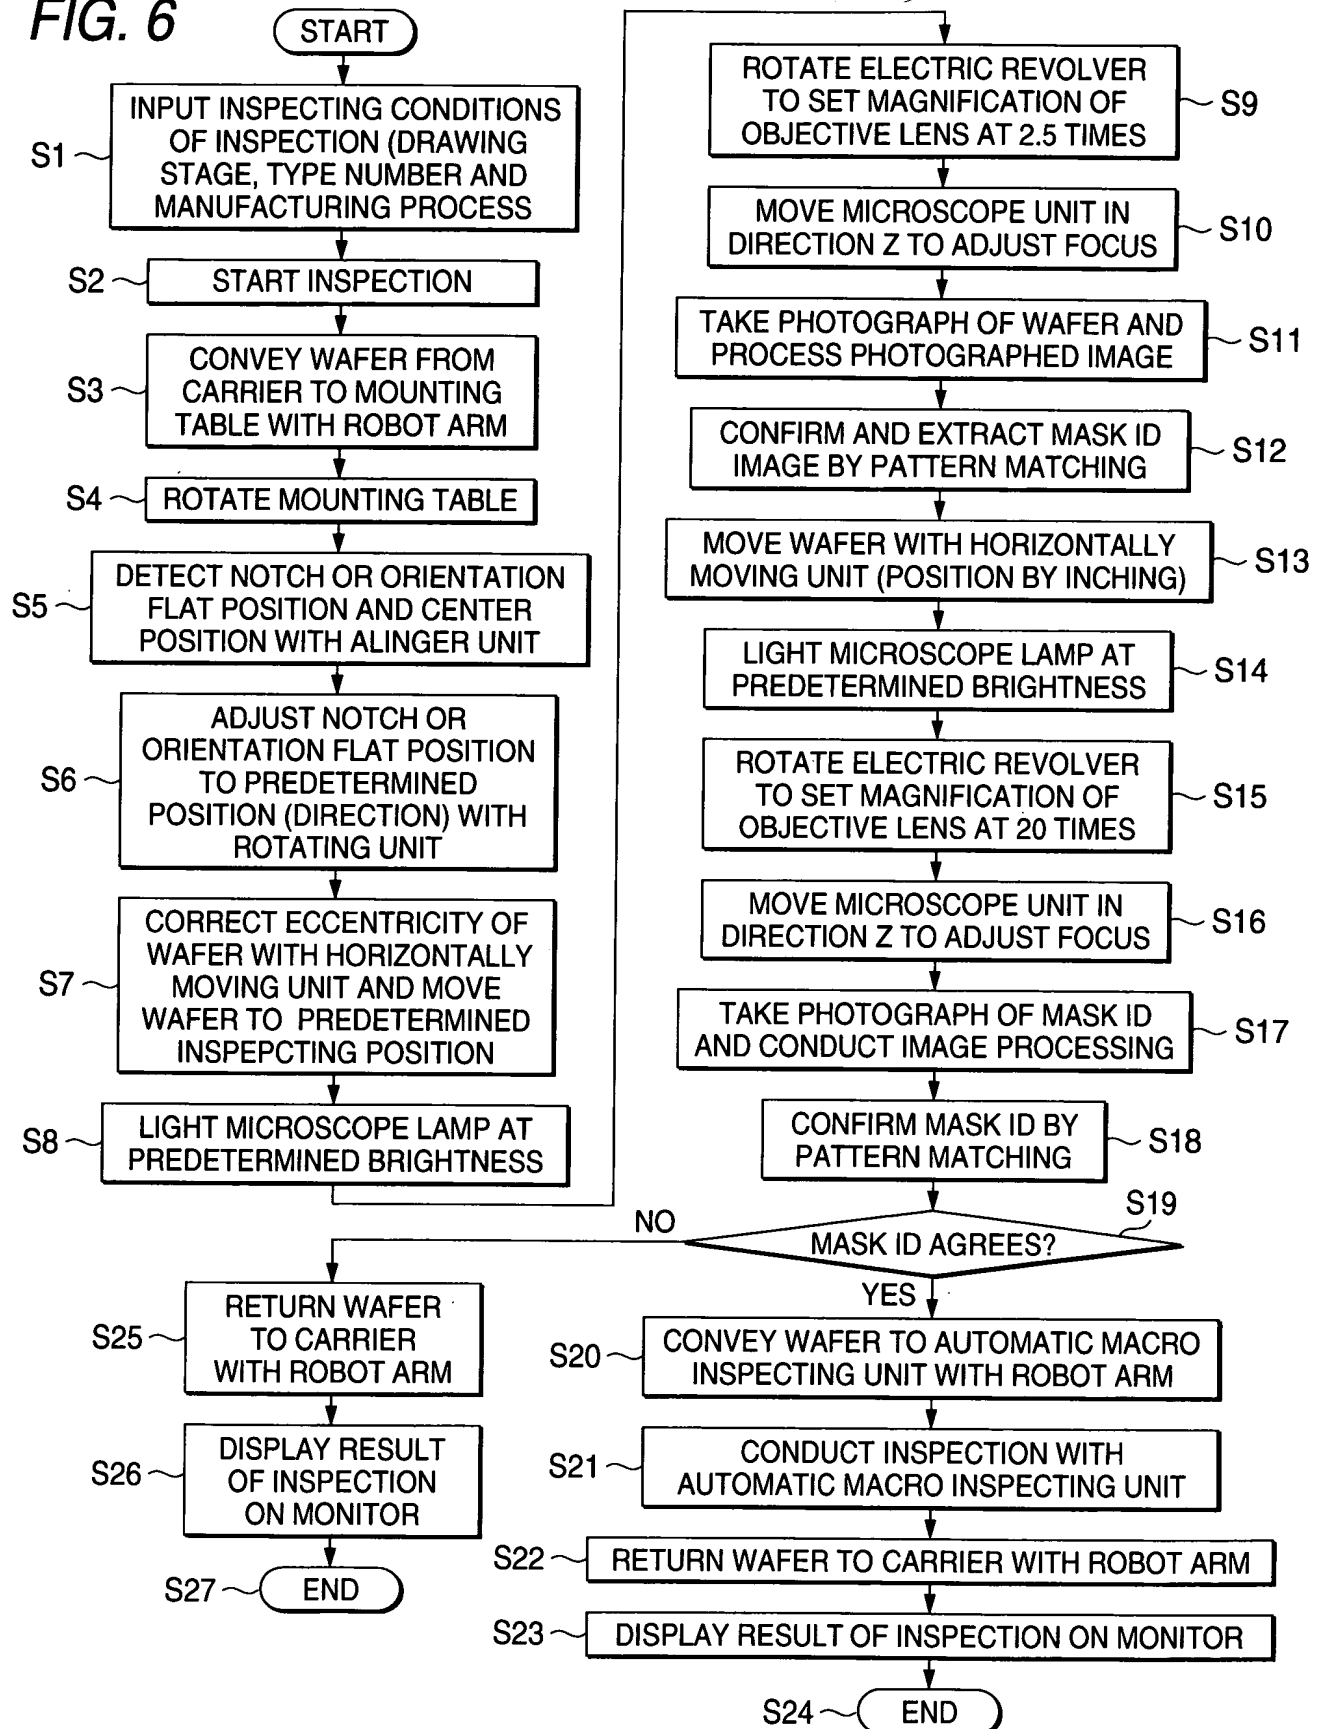 FIG. 6
START
INPUT INSPECTING CONDITIONS
OF INSPECTION (DRAWING
STAGE, TYPE NUMBER AND
MANUFACTURING PROCESS
S1
S2
START INSPECTION
CONVEY WAFER FROM
CARRIER TO MOUNTING
TABLE WITH ROBOT ARM
S3
S4
ROTATE MOUNTING TABLE
DETECT NOTCH OR ORIENTATION
FLAT POSITION AND CENTER
POSITION WITH ALINGER UNIT
S5
ADJUST NOTCH OR
ORIENTATION FLAT POSITION
TO PREDETERMINED
POSITION (DIRECTION) WITH
ROTATING UNIT
S6
CORRECT ECCENTRICITY OF
WAFER WITH HORIZONTALLY
MOVING UNIT AND MOVE
WAFER TO PREDETERMINED
INSPEPCTING POSITION
S7
LIGHT MICROSCOPE LAMP AT
PREDETERMINED BRIGHTNESS
S8
ROTATE ELECTRIC REVOLVER
TO SET MAGNIFICATION OF
OBJECTIVE LENS AT 2.5 TIMES
S9
MOVE MICROSCOPE UNIT IN
DIRECTION Z TO ADJUST FOCUS
S10
TAKE PHOTOGRAPH OF WAFER AND
PROCESS PHOTOGRAPHED IMAGE
S11
CONFIRM AND EXTRACT MASK ID
IMAGE BY PATTERN MATCHING
S12
MOVE WAFER WITH HORIZONTALLY
MOVING UNIT (POSITION BY INCHING)
S13
LIGHT MICROSCOPE LAMP AT
PREDETERMINED BRIGHTNESS
S14
ROTATE ELECTRIC REVOLVER
TO SET MAGNIFICATION OF
OBJECTIVE LENS AT 20 TIMES
S15
MOVE MICROSCOPE UNIT IN
DIRECTION Z TO ADJUST FOCUS
S16
TAKE PHOTOGRAPH OF MASK ID
AND CONDUCT IMAGE PROCESSING
S17
CONFIRM MASK ID BY
PATTERN MATCHING
S18
S19
MASK ID AGREES?
NO
YES
S20
CONVEY WAFER TO AUTOMATIC MACRO
INSPECTING UNIT WITH ROBOT ARM
S21
CONDUCT INSPECTION WITH
AUTOMATIC MACRO INSPECTING UNIT
S22
RETURN WAFER TO CARRIER WITH ROBOT ARM
S23
DISPLAY RESULT OF INSPECTION ON MONITOR
S24
END
S25
RETURN WAFER
TO CARRIER
WITH ROBOT ARM
S26
DISPLAY RESULT
OF INSPECTION
ON MONITOR
S27
END